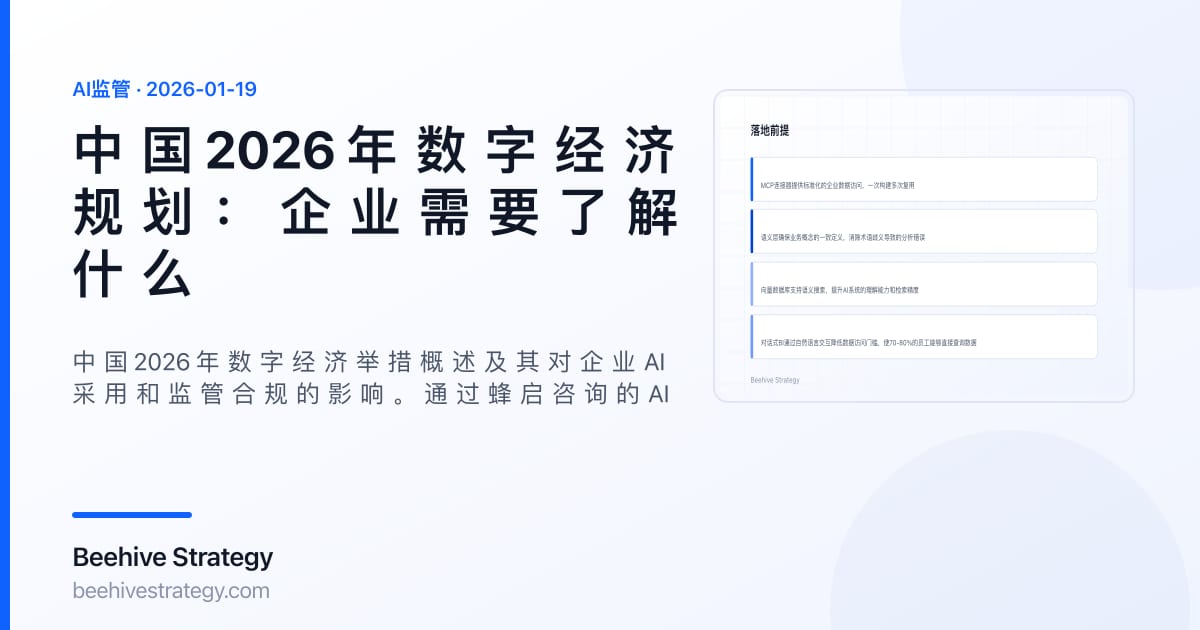 AI监管 · 2026-01-19
中国2026年数字经济
规划：企业需要了解
什么
中国2026年数字经济举措概述及其对企业AI
采用和监管合规的影响。通过蜂启咨询的AI
Beehive Strategy
beehivestrategy.com
落地前提
MCP连接器提供标准化的企业数据访问，一次构建多次复用
语义层确保业务概念的一致定义，消除术语歧义导致的分析错误
向量数据库支持语义搜索，提升AI系统的理解能力和检索精度
对话式BI通过自然语言交互降低数据访问门槛，使70-80%的员工能够直接查询数据
Beehive Strategy